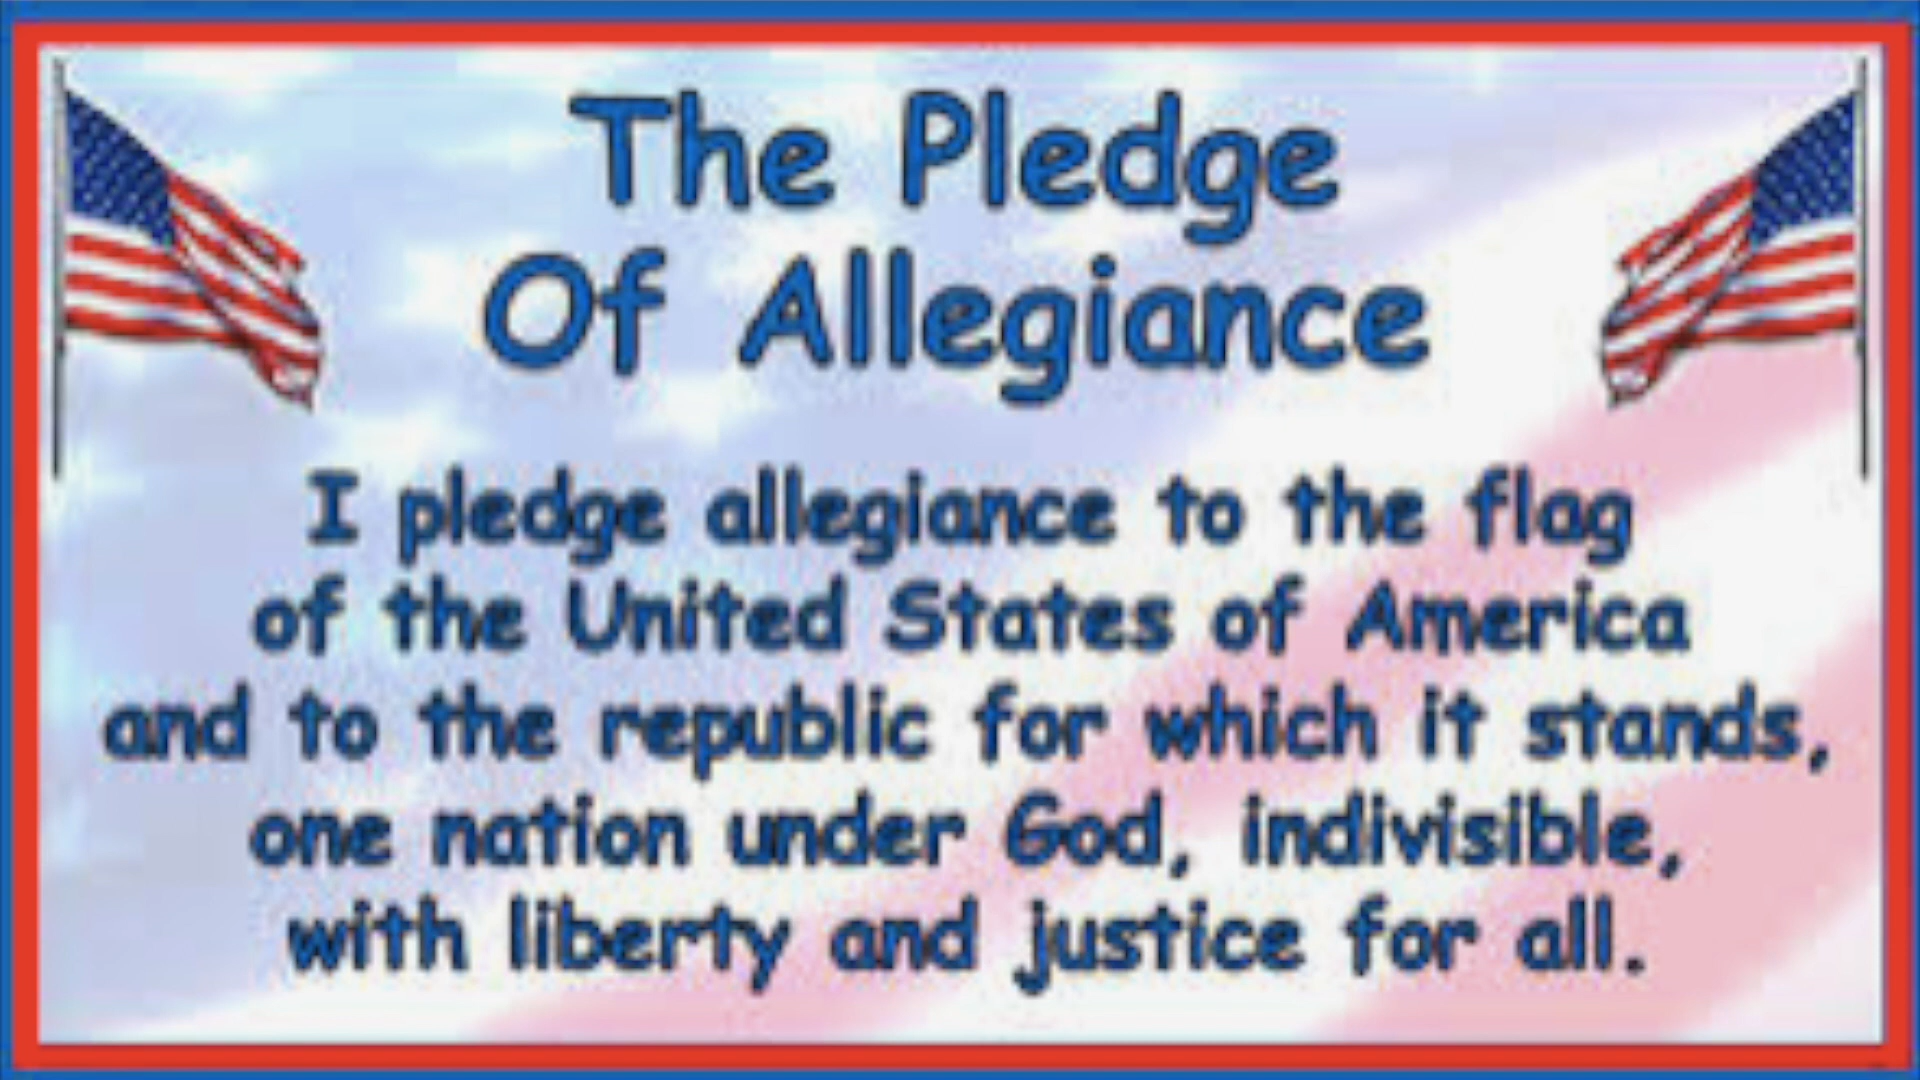 The Pledge
Of Allegiance
I pledge allegiance to the flag
of the United States of America
and to the republic for which it stands,
one nation under God, indivisible,
with liberty and justice for all.